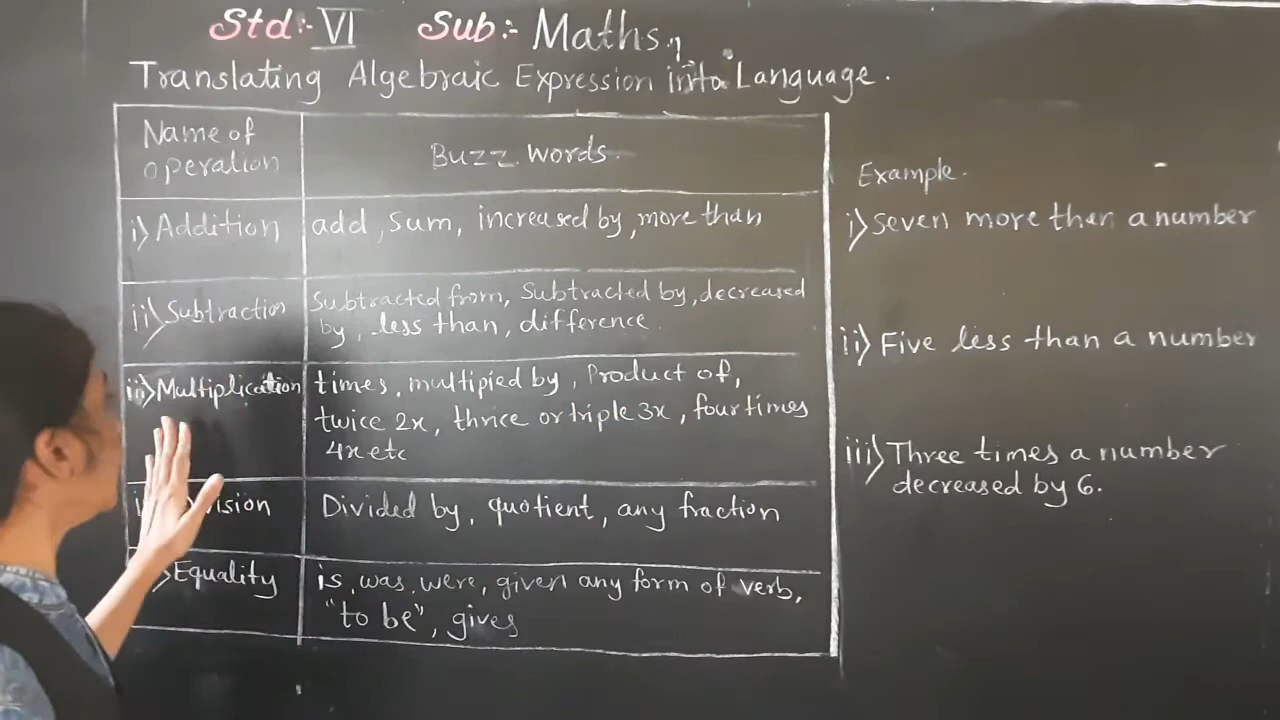 Std:- VI Sub:- Maths.
Translating Algebraic Expression into Language.
Name of
operation
Buzz words.
i) Addition
add, sum, increased by, more than
ii) Subtraction
Subtracted from, Subtracted by, decreased
by, less than, difference.
iii) Multiplication
times, multipied by, Product of,
twice 2x, thrice or triple 3x, four times
4x etc
Divided by, quotient, any fraction
Equality
is, was, were, given any form of verb,
"to be", gives
Example.
i) seven more than a number
ii) Five less than a number
iii) Three times a number
decreased by 6.